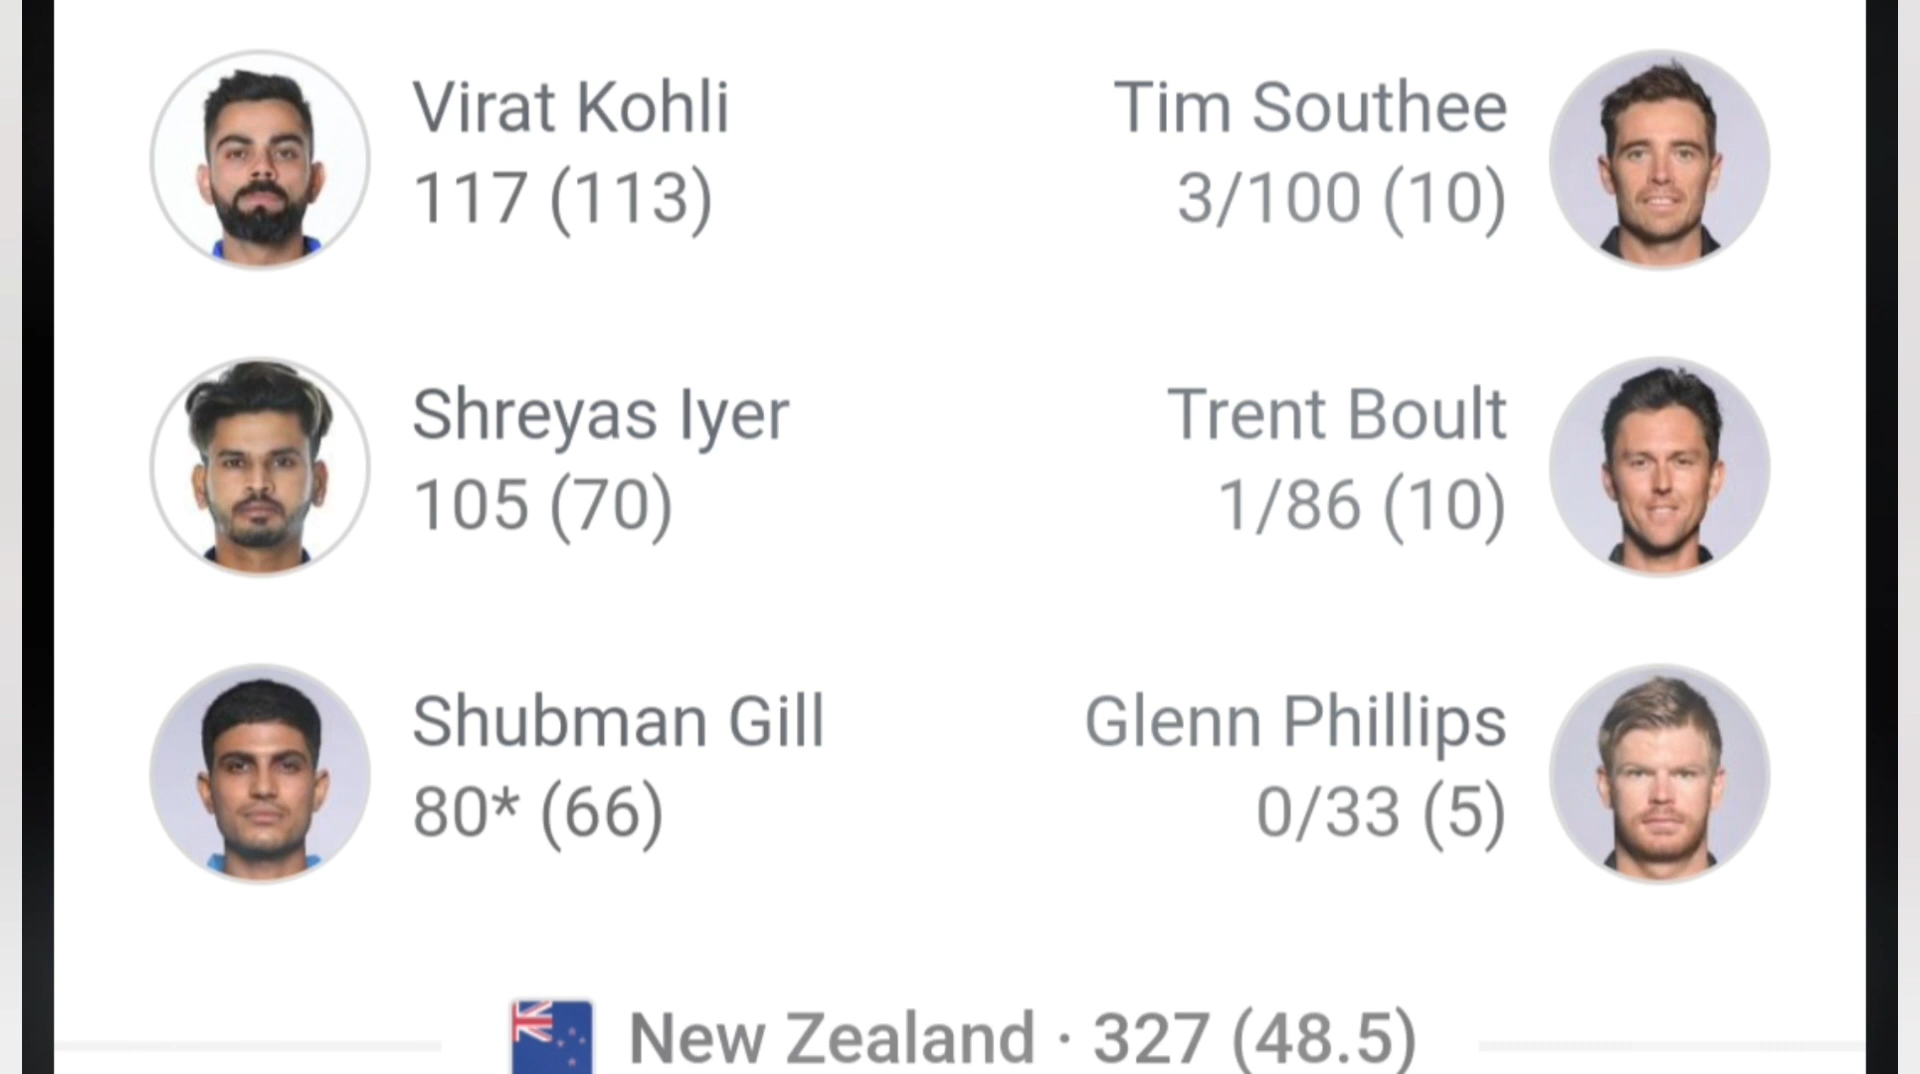 Virat Kohli
117 (113)
Tim Southee
3/100 (10)
Shreyas Iyer
105 (70)
Trent Boult
1/86 (10)
Shubman Gill
80* (66)
Glenn Phillips
0/33 (5)
New Zealand · 327 (48.5)